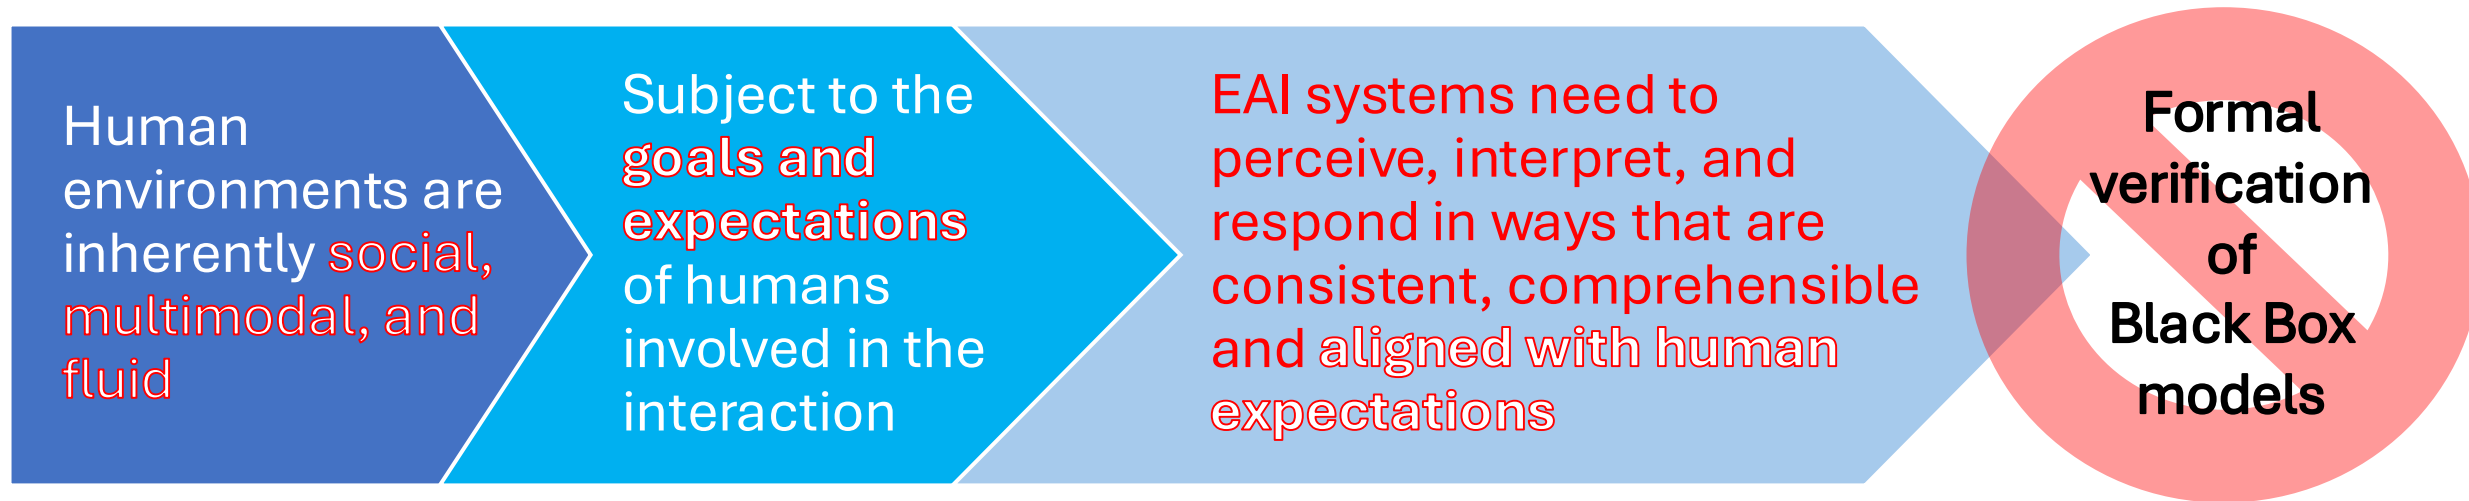 Human
environments are
inherently social,
multimodal, and
fluid
Subject to the
goals and
expectations
of humans
involved in the
interaction
EAI systems need to
perceive, interpret, and
respond in ways that are
consistent, comprehensible
and aligned with human
expectations
Formal
verification
of
Black Box
models